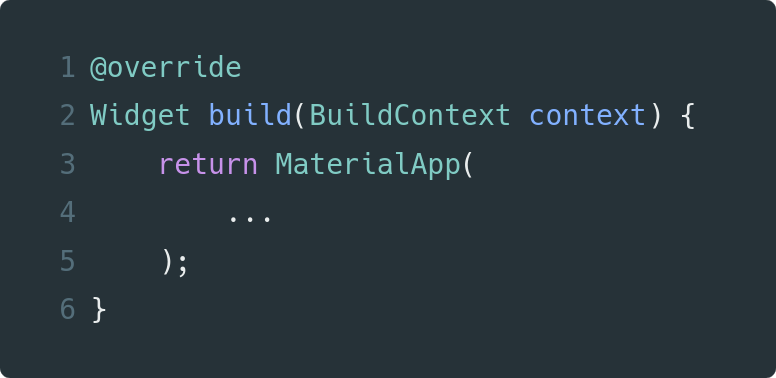 1 @override
2 Widget build(BuildContext context) {
3     return MaterialApp(
4         ...
5     );
6 }